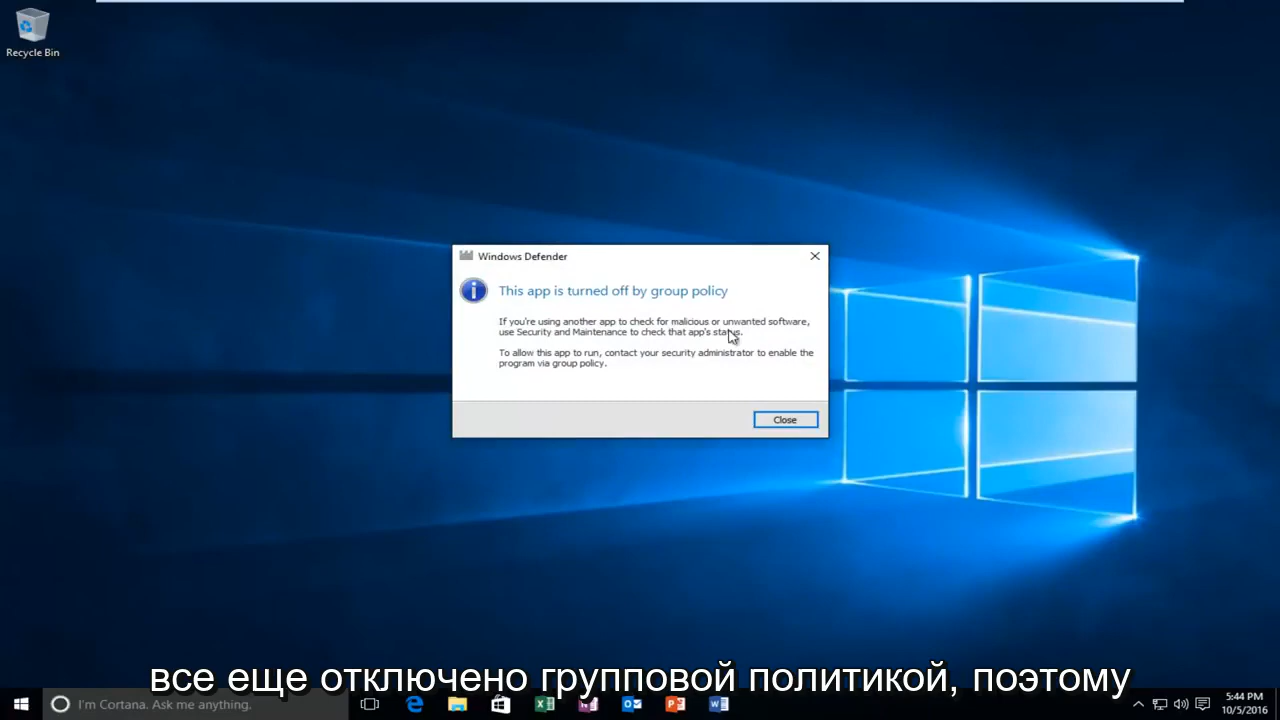 Recycle Bin
Windows Defender
This app is turned off by group policy
If you're using another app to check for malicious or unwanted software,
use Security and Maintenance to check that app's status.
To allow this app to run, contact your security administrator to enable the
program via group policy.
Close
все еще отключено групповой политикой, поэтому
I'm Cortana. Ask me anything.
5:44 PM
10/5/2016